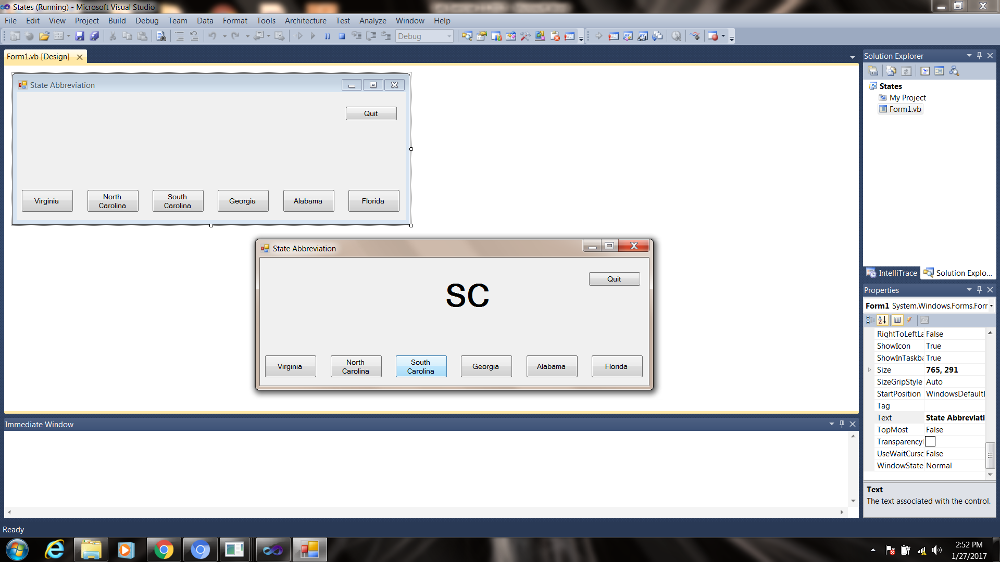 States (Running) - Microsoft Visual Studio
File Edit View Project Build Debug Team Data Format Tools Architecture Test Analyze Window Help
Debug
Form1.vb [Design]
State Abbreviation
Quit
Virginia
North
Carolina
South
Carolina
Georgia
Alabama
Florida
State Abbreviation
Quit
SC
Virginia
North
Carolina
South
Carolina
Georgia
Alabama
Florida
Immediate Window
Solution Explorer
States
My Project
Form1.vb
IntelliTrace
Solution Explo...
Properties
Form1 System.Windows.Forms.Forr
RightToLeftLa False
ShowIcon True
ShowInTaskba True
Size 765, 291
SizeGripStyle Auto
StartPosition WindowsDefaultL
Tag
Text State Abbreviati
TopMost False
Transparency
UseWaitCurso False
WindowState Normal
Text
The text associated with the control.
Ready
2:52 PM
1/27/2017